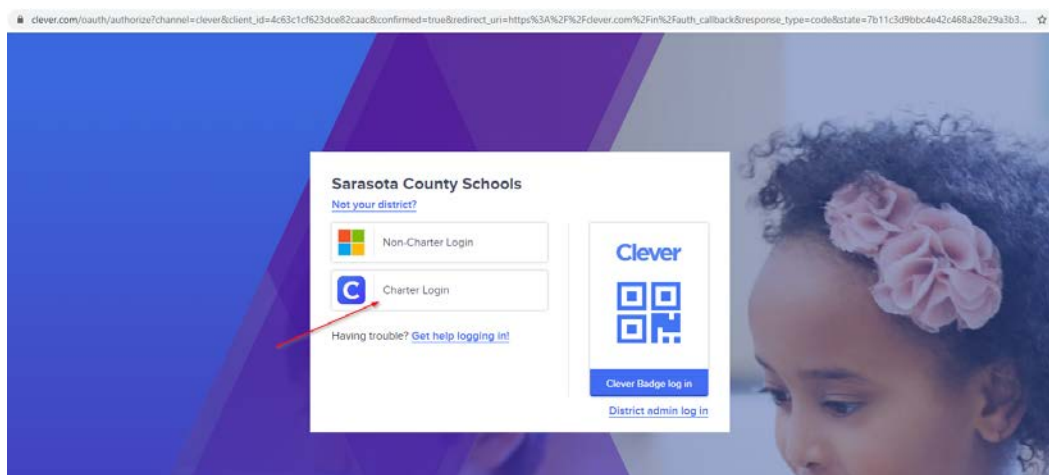 clever.com/oauth/authorize?channel=clever&client_id=4c63c1cf623dce82caac&confirmed=true&redirect_uri=https%3A%2F%2Fclever.com%2Fin%2Fauth_callback&response_type=code&state=7b11c3d9bbc4e42c468a28e29a3b3...
Sarasota County Schools
Not your district?
Non-Charter Login
C
Charter Login
Having trouble? Get help logging in!
Clever
Clever Badge log in
District admin log in